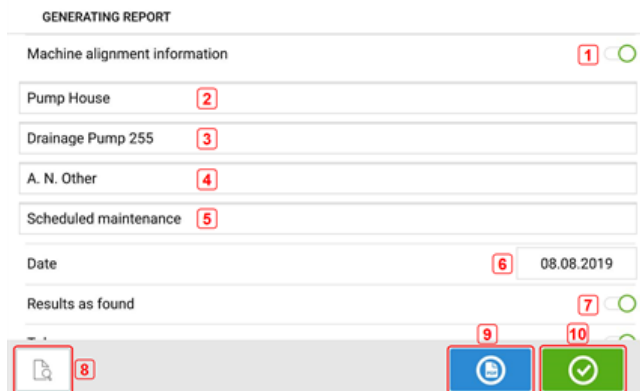 GENERATING REPORT
Machine alignment information 1
Pump House 2
Drainage Pump 255 3
A. N. Other 4
Scheduled maintenance 5
Date 6 08.08.2019
Results as found 7
8 9 10